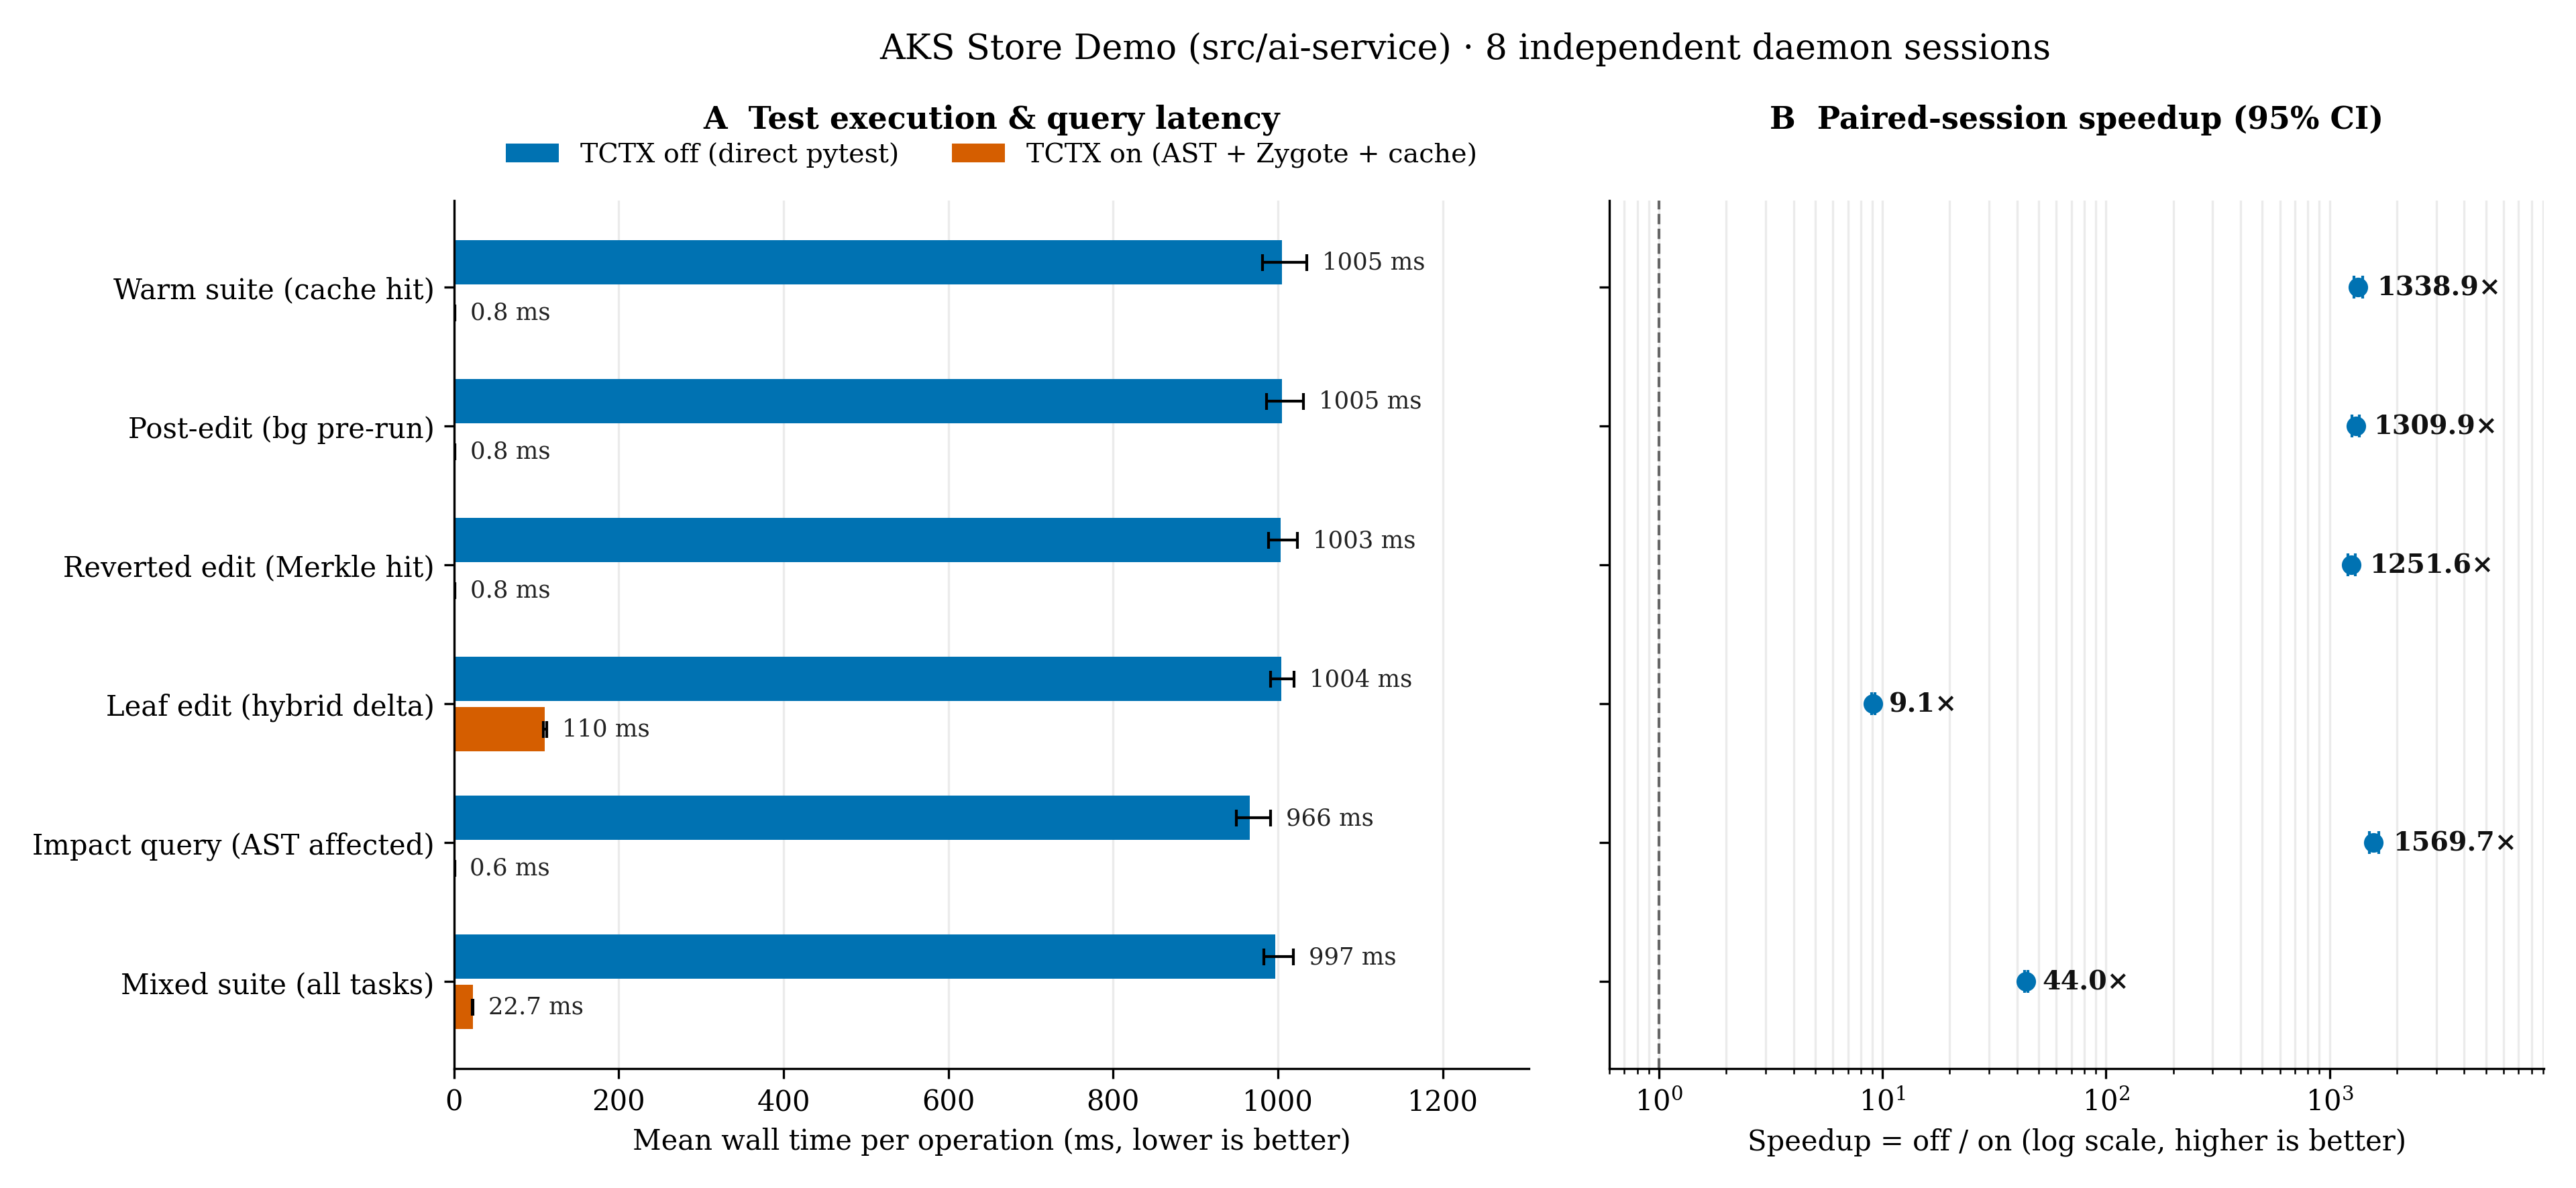 AKS Store Demo (src/ai-service) · 8 independent daemon sessions
A  Test execution & query latency
TCTX off (direct pytest)
TCTX on (AST + Zygote + cache)
Warm suite (cache hit)
1005 ms
0.8 ms
Post-edit (bg pre-run)
1005 ms
0.8 ms
Reverted edit (Merkle hit)
1003 ms
0.8 ms
Leaf edit (hybrid delta)
1004 ms
110 ms
Impact query (AST affected)
966 ms
0.6 ms
Mixed suite (all tasks)
997 ms
22.7 ms
0 200 400 600 800 1000 1200
Mean wall time per operation (ms, lower is better)
B  Paired-session speedup (95% CI)
1338.9×
1309.9×
1251.6×
9.1×
1569.7×
44.0×
10⁰ 10¹ 10² 10³
Speedup = off / on (log scale, higher is better)